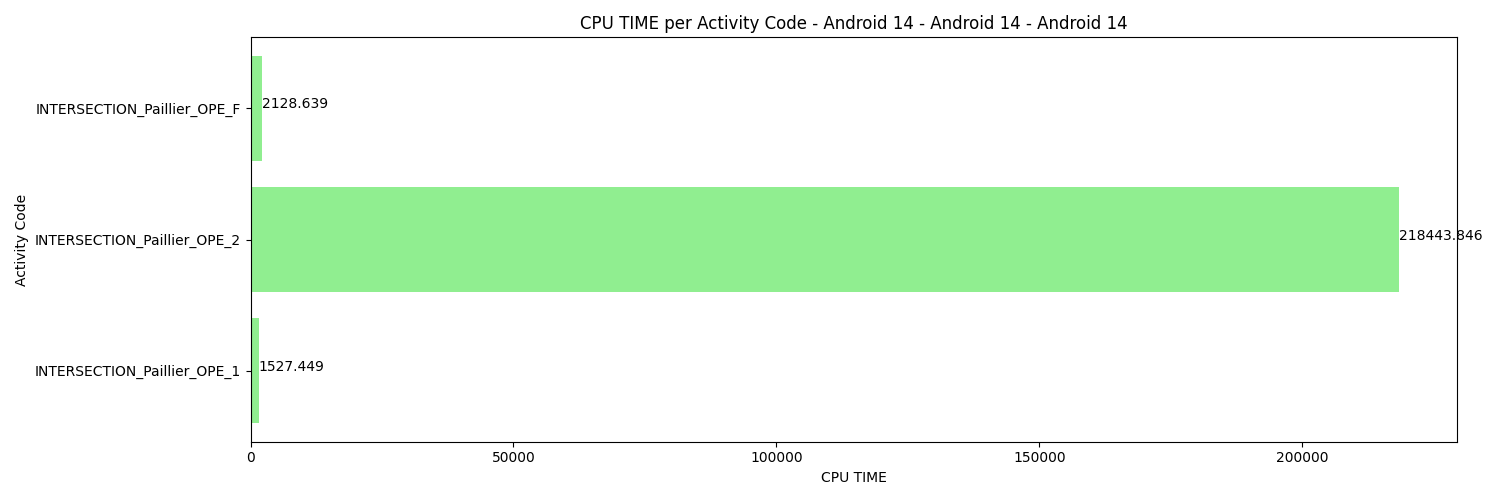 CPU TIME per Activity Code - Android 14 - Android 14 - Android 14
INTERSECTION_Paillier_OPE_F
2128.639
Activity Code
INTERSECTION_Paillier_OPE_2
218443.846
INTERSECTION_Paillier_OPE_1
1527.449
0 50000 100000 150000 200000
CPU TIME